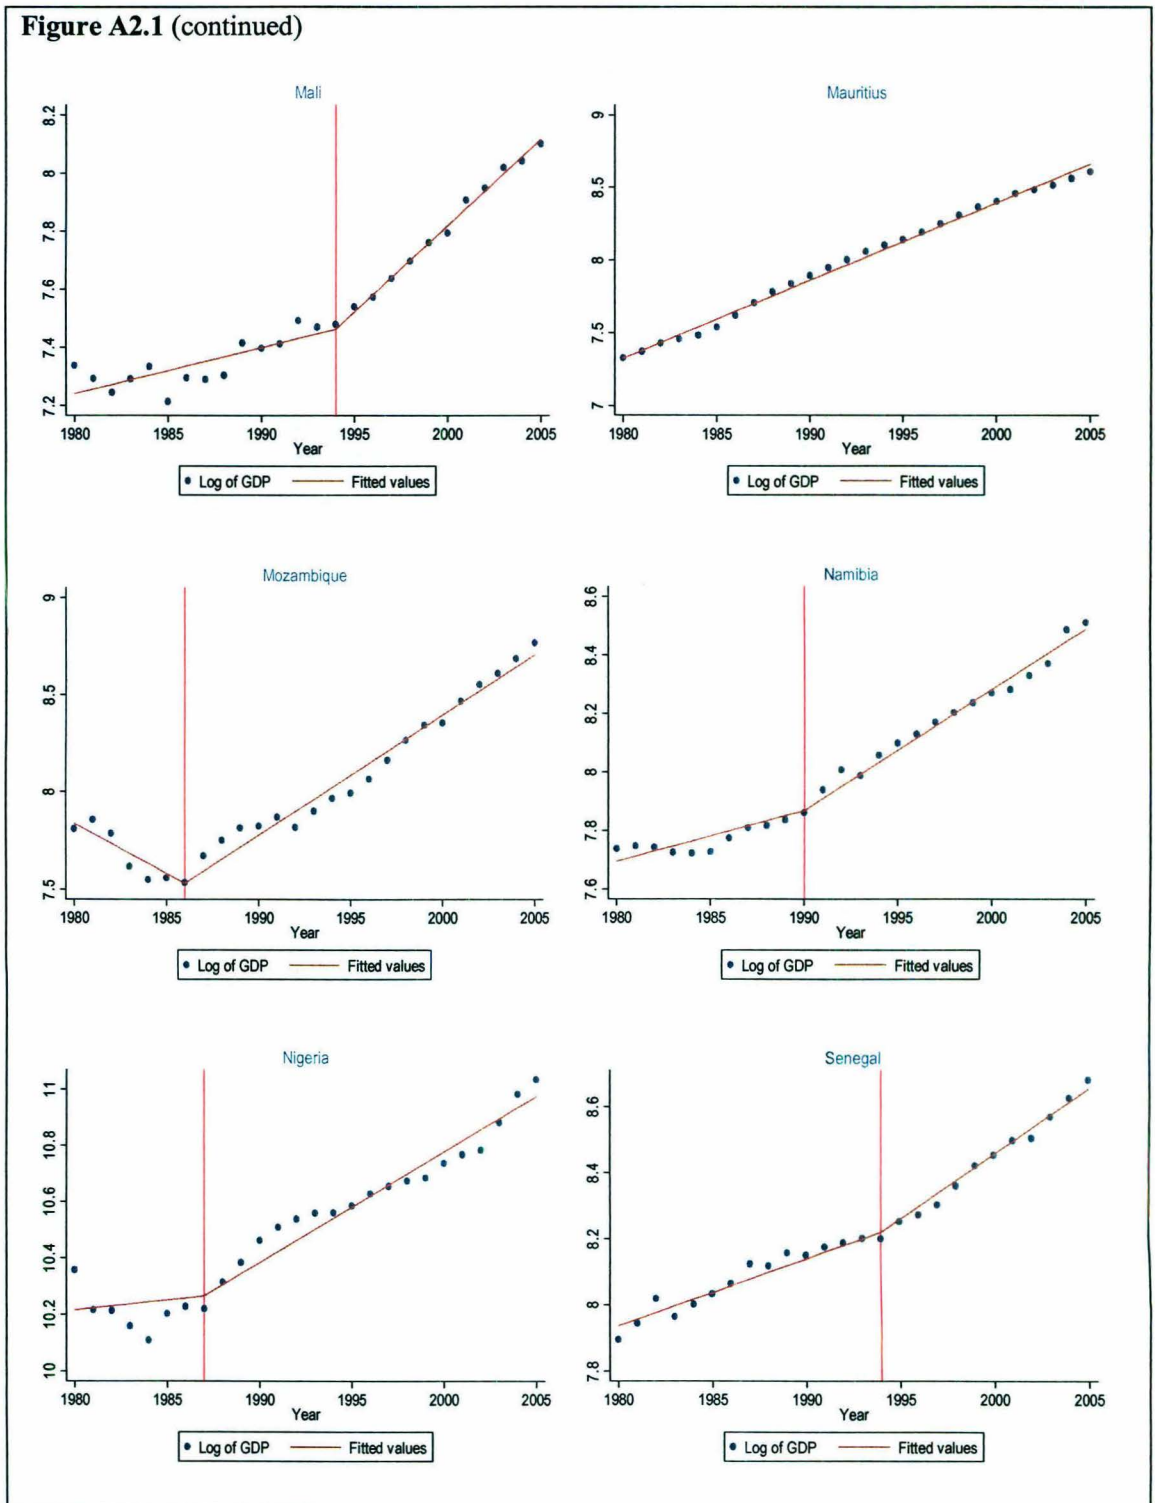 Figure A2.1 (continued)
Mali
8.2
8
7.8
7.6
7.4
7.2
1980 1985 1990 1995 2000 2005
Year
Log of GDP Fitted values
Mauritius
9
8.5
8
7.5
7
1980 1985 1990 1995 2000 2005
Year
Log of GDP Fitted values
Mozambique
9
8.5
8
7.5
1980 1985 1990 1995 2000 2005
Year
Log of GDP Fitted values
Namibia
8.6
8.4
8.2
8
7.8
7.6
1980 1985 1990 1995 2000 2005
Year
Log of GDP Fitted values
Nigeria
11
10.8
10.6
10.4
10.2
10
1980 1985 1990 1995 2000 2005
Year
Log of GDP Fitted values
Senegal
8.6
8.4
8.2
8
7.8
1980 1985 1990 1995 2000 2005
Year
Log of GDP Fitted values